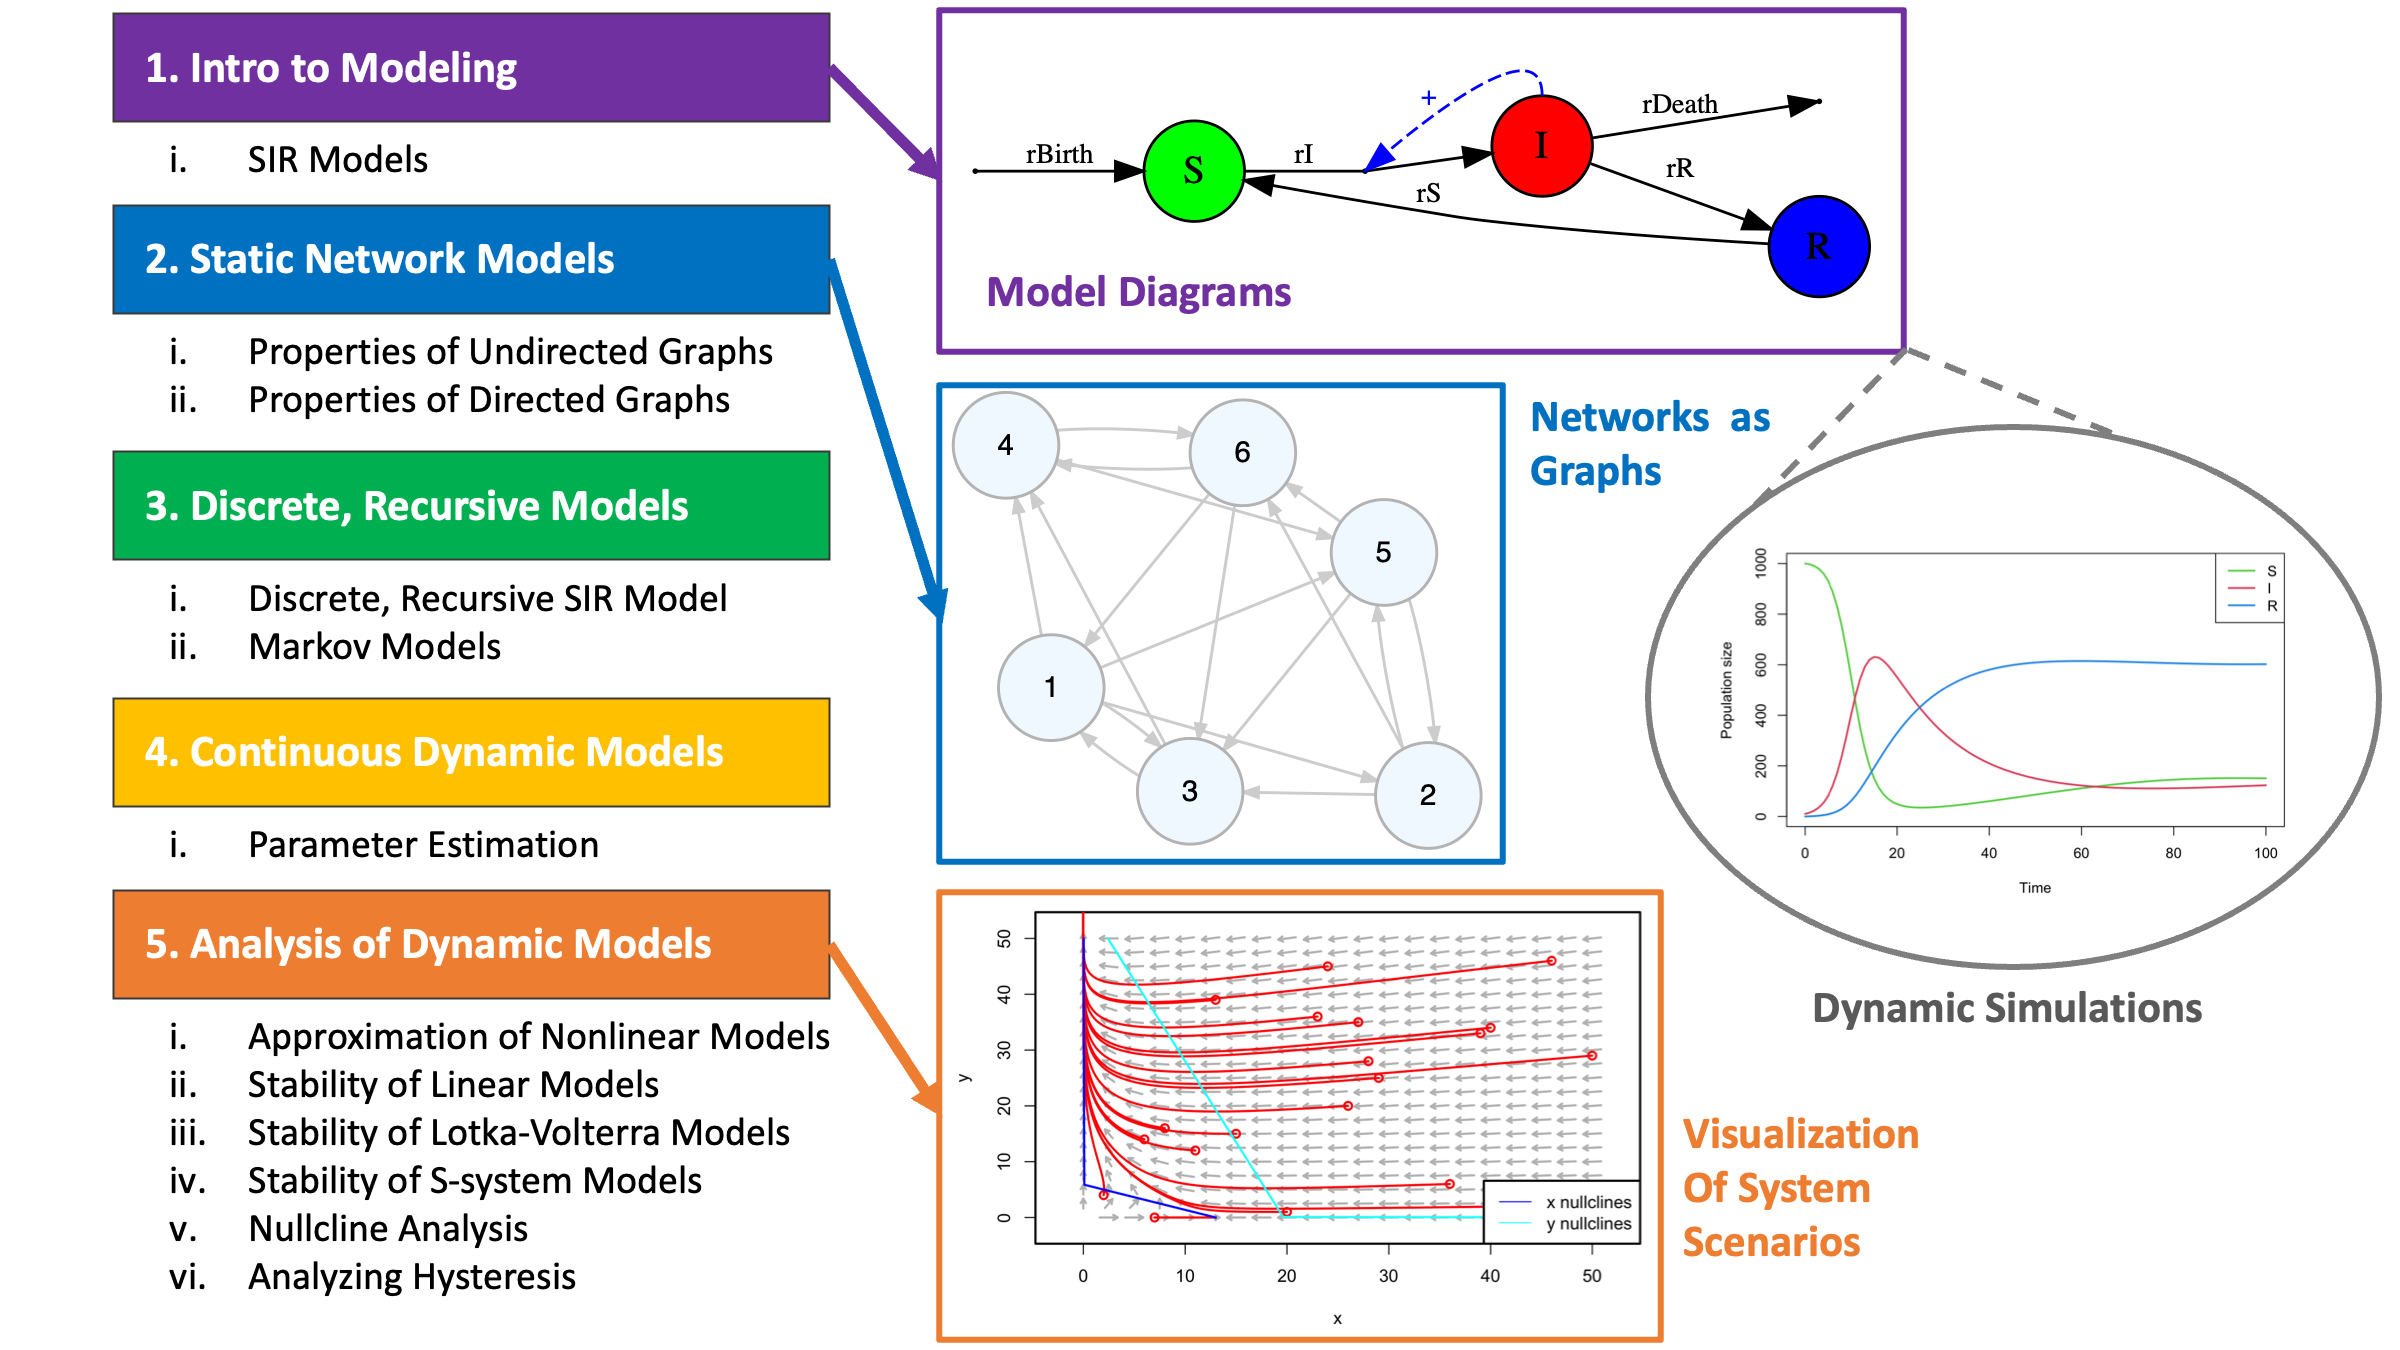 1. Intro to Modeling
i. SIR Models
2. Static Network Models
i. Properties of Undirected Graphs
ii. Properties of Directed Graphs
3. Discrete, Recursive Models
i. Discrete, Recursive SIR Model
ii. Markov Models
4. Continuous Dynamic Models
i. Parameter Estimation
5. Analysis of Dynamic Models
i. Approximation of Nonlinear Models
ii. Stability of Linear Models
iii. Stability of Lotka-Volterra Models
iv. Stability of S-system Models
v. Nullcline Analysis
vi. Analyzing Hysteresis
+
rBirth
S
rI
I
rDeath
rR
rS
R
Model Diagrams
4
6
5
1
3
2
Networks as
Graphs
1000
800
600
400
200
0
Population size
S
I
R
0 20 40 60 80 100
Time
Dynamic Simulations
50
40
30
20
10
0
y
x nullclines
y nullclines
0 10 20 30 40 50
x
Visualization
Of System
Scenarios